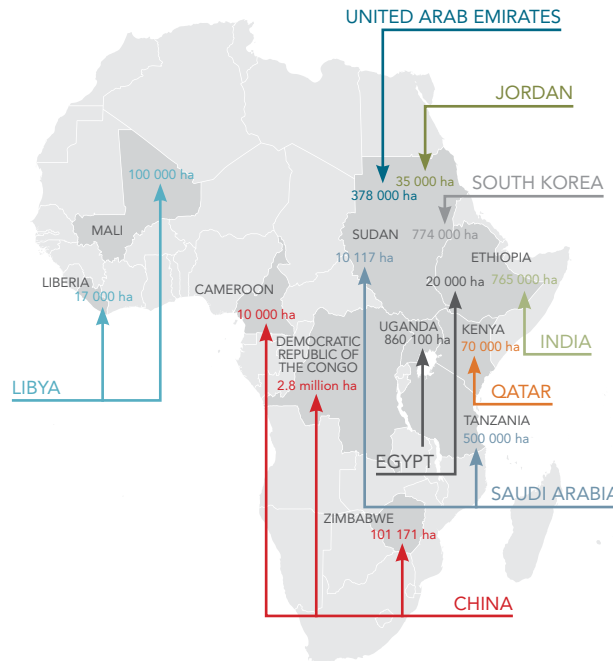 UNITED ARAB EMIRATES
JORDAN
100 000 ha
35 000 ha
SOUTH KOREA
378 000 ha
MALI
SUDAN
774 000 ha
10 117 ha
ETHIOPIA
LIBERIA
17 000 ha
CAMEROON
20 000 ha
765 000 ha
10 000 ha
UGANDA
KENYA
860 100 ha
70 000 ha
INDIA
DEMOCRATIC
REPUBLIC OF
THE CONGO
2.8 million ha
LIBYA
QATAR
TANZANIA
500 000 ha
EGYPT
SAUDI ARABIA
ZIMBABWE
101 171 ha
CHINA